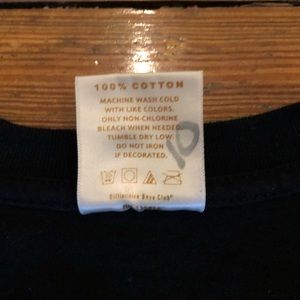 100% COTTON
MACHINE WASH COLD
WITH LIKE COLORS.
ONLY NON-CHLORINE
BLEACH WHEN NEEDED.
TUMBLE DRY LOW.
DO NOT IRON
IF DECORATED.
Billionaire Boys Club®